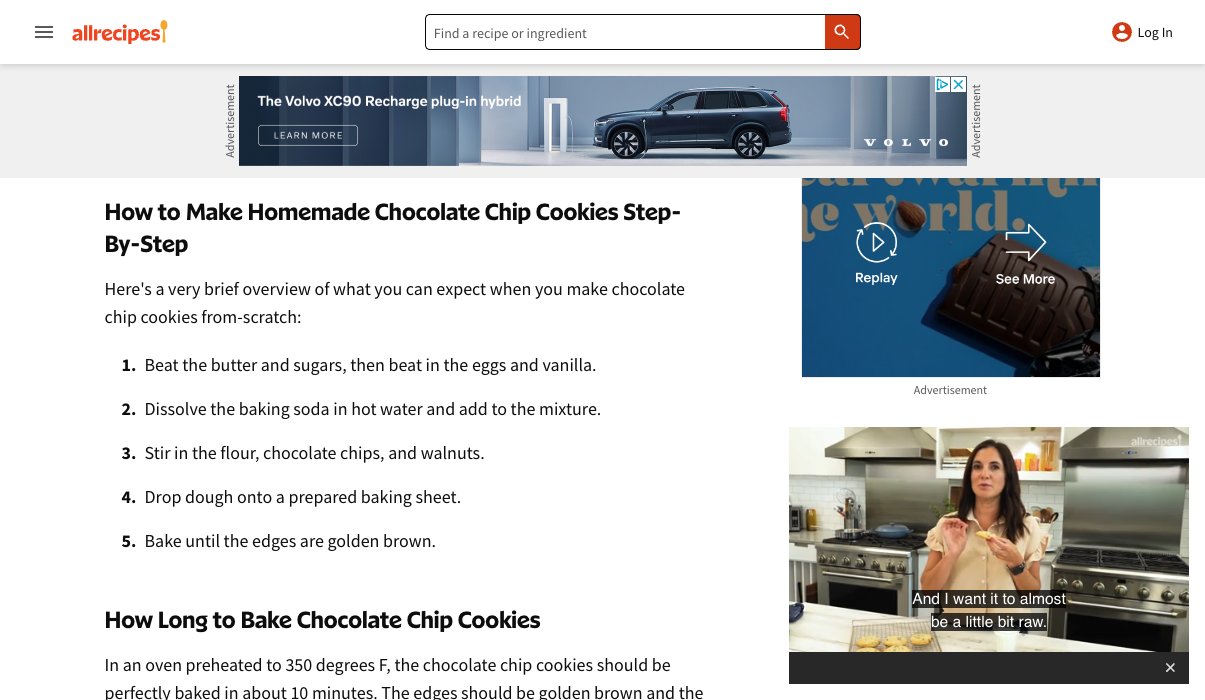 allrecipes
Find a recipe or ingredient
Log In
Advertisement
The Volvo XC90 Recharge plug-in hybrid
LEARN MORE
VOLVO
Advertisement
How to Make Homemade Chocolate Chip Cookies Step-
By-Step
Here's a very brief overview of what you can expect when you make chocolate
chip cookies from-scratch:
1. Beat the butter and sugars, then beat in the eggs and vanilla.
2. Dissolve the baking soda in hot water and add to the mixture.
3. Stir in the flour, chocolate chips, and walnuts.
4. Drop dough onto a prepared baking sheet.
5. Bake until the edges are golden brown.
How Long to Bake Chocolate Chip Cookies
In an oven preheated to 350 degrees F, the chocolate chip cookies should be
perfectly baked in about 10 minutes. The edges should be golden brown and the
world.
Replay
See More
Advertisement
allrecipes
And I want it to almost
be a little bit raw.